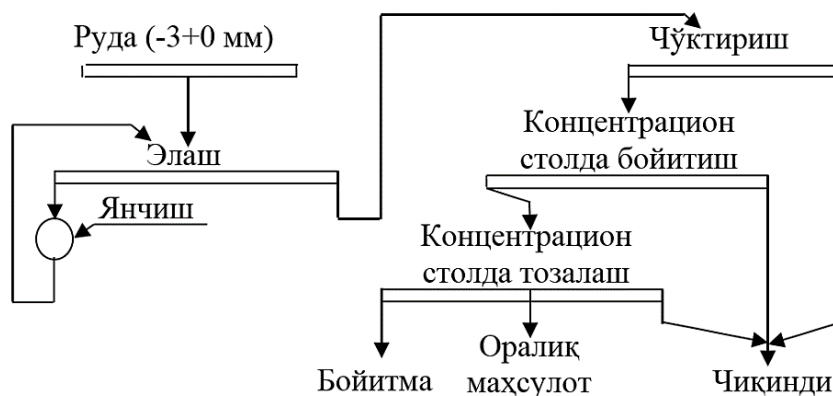 Руда (-3+0 мм)
Элаш
Янчиш
Чўктириш
Концентрацион
столда бойитиш
Концентрацион
столда тозалаш
Бойитма
Оралиқ
маҳсулот
Чиқинди